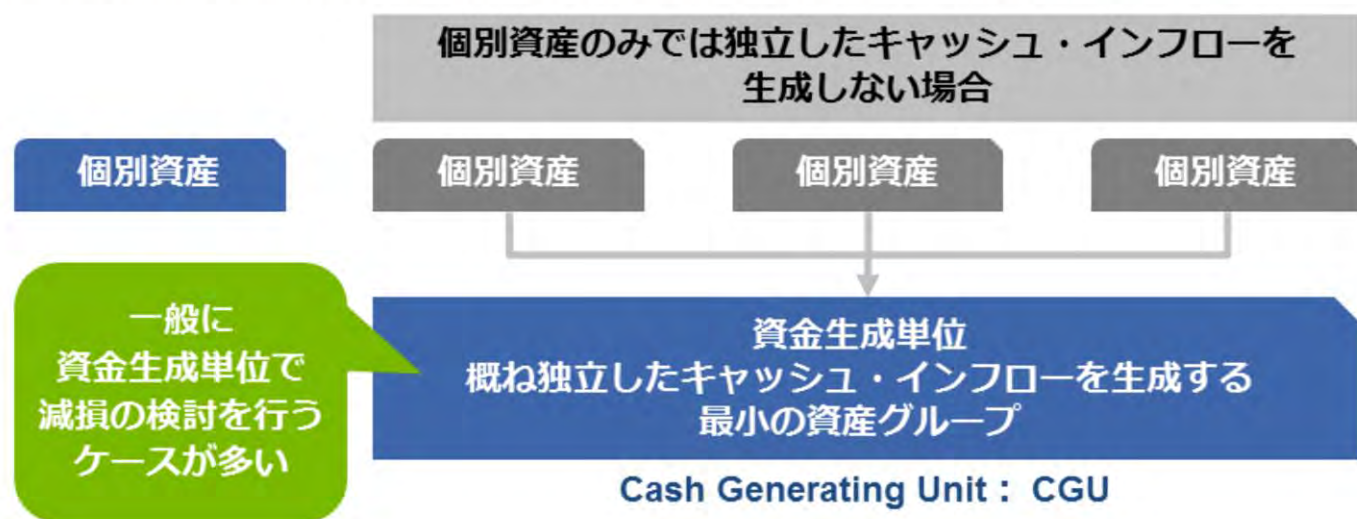 個別資産のみでは独立したキャッシュ・インフローを
生成しない場合
個別資産
個別資産
個別資産
個別資産
一般に
資金生成単位で
減損の検討を行う
ケースが多い
資金生成単位
概ね独立したキャッシュ・インフローを生成する
最小の資産グループ
Cash Generating Unit： CGU